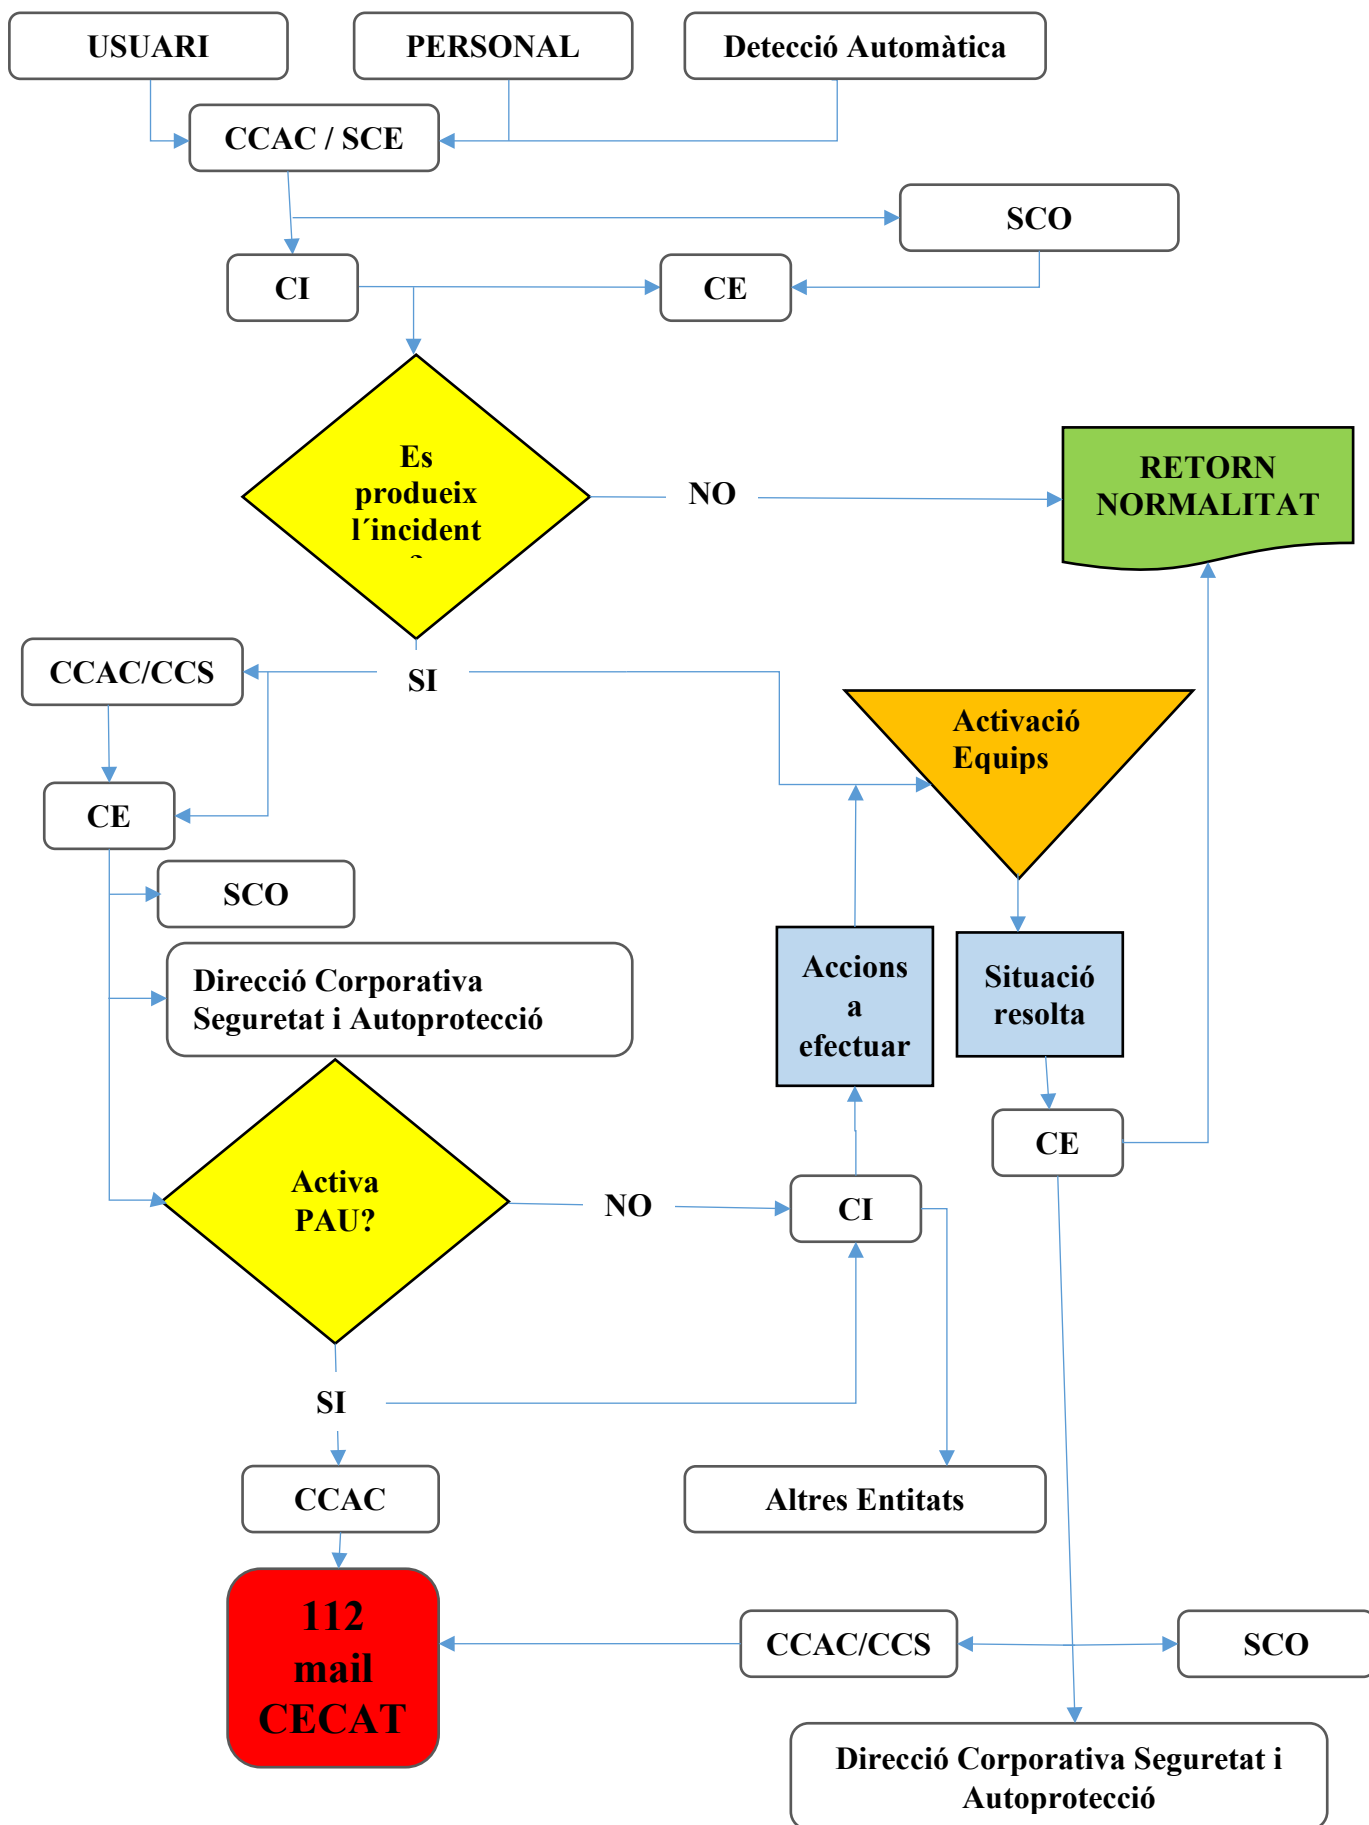 USUARI
PERSONAL
Detecció Automàtica
CCAC / SCE
SCO
CI
CE
Es
produeix
l´incident
NO
RETORN
NORMALITAT
CCAC/CCS
SI
Activació
Equips
CE
SCO
Direcció Corporativa
Seguretat i Autoprotecció
Accions
a
efectuar
Situació
resolta
CE
Activa
PAU?
NO
CI
SI
CCAC
Altres Entitats
112
mail
CECAT
CCAC/CCS
SCO
Direcció Corporativa Seguretat i
Autoprotecció